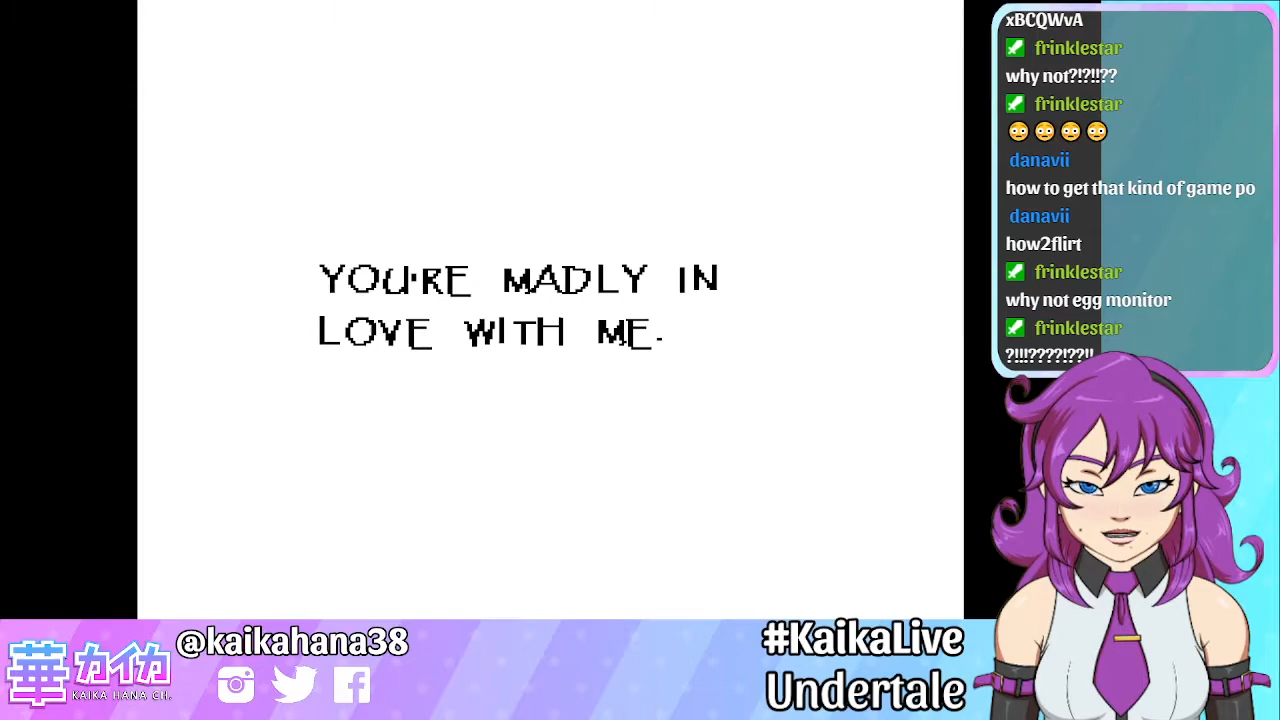 YOU'RE MADLY IN
LOVE WITH ME.
xBCQWvA
frinklestar
why not?!?!!??
frinklestar
😳 😳 😳 😳
danavii
how to get that kind of game po
danavii
how2flirt
frinklestar
why not egg monitor
frinklestar
?!!!????!??!!
華カイカ
KAIKA HANA CH.
@kaikahana38
#KaikaLive
Undertale